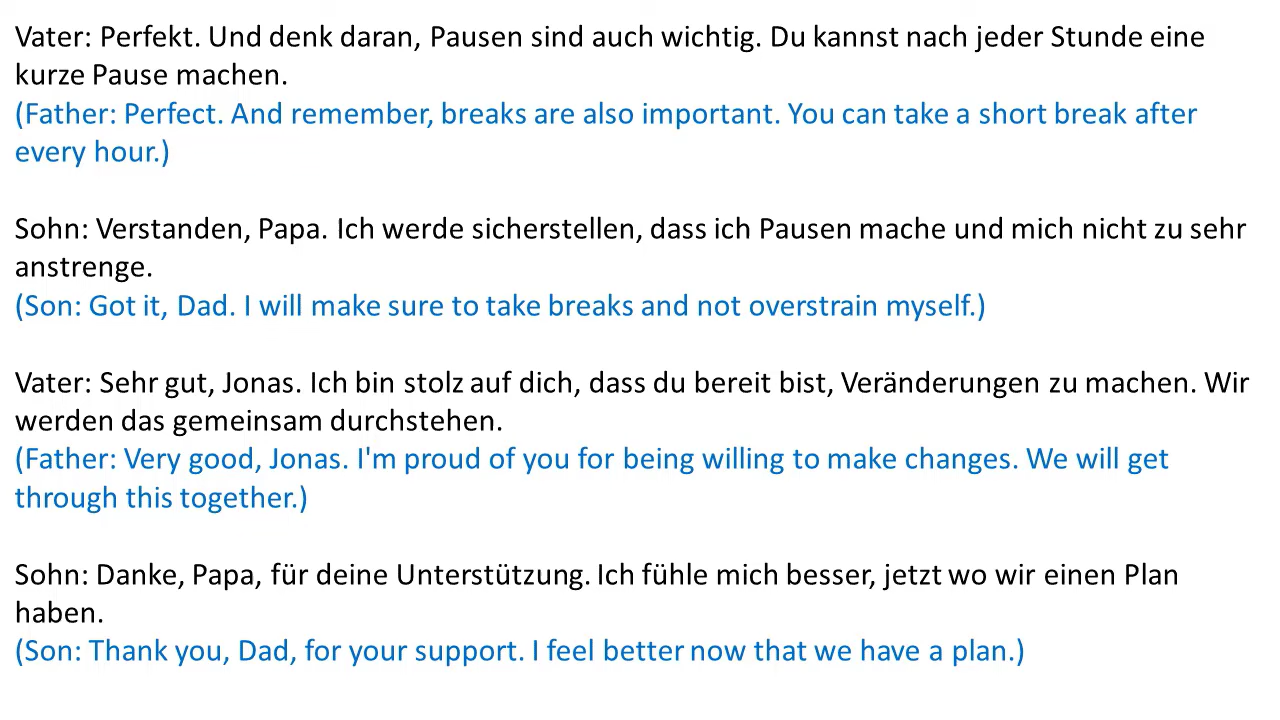 Vater: Perfekt. Und denk daran, Pausen sind auch wichtig. Du kannst nach jeder Stunde eine
kurze Pause machen.
(Father: Perfect. And remember, breaks are also important. You can take a short break after
every hour.)
Sohn: Verstanden, Papa. Ich werde sicherstellen, dass ich Pausen mache und mich nicht zu sehr
anstrenge.
(Son: Got it, Dad. I will make sure to take breaks and not overstrain myself.)
Vater: Sehr gut, Jonas. Ich bin stolz auf dich, dass du bereit bist, Veränderungen zu machen. Wir
werden das gemeinsam durchstehen.
(Father: Very good, Jonas. I'm proud of you for being willing to make changes. We will get
through this together.)
Sohn: Danke, Papa, für deine Unterstützung. Ich fühle mich besser, jetzt wo wir einen Plan
haben.
(Son: Thank you, Dad, for your support. I feel better now that we have a plan.)